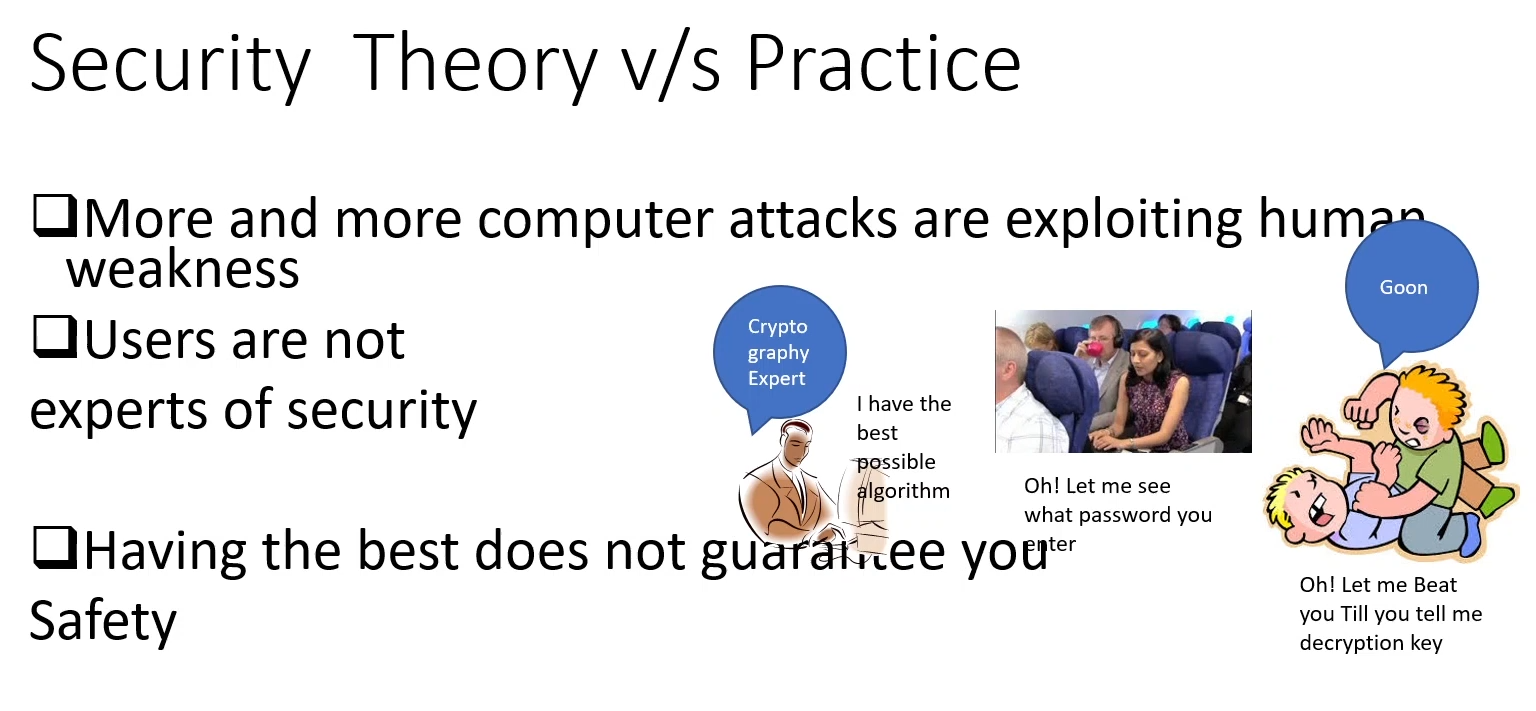 Security  Theory v/s Practice
❑More and more computer attacks are exploiting human
weakness
❑Users are not
experts of security
❑Having the best does not guarantee you
Safety
Crypto
graphy
Expert
I have the
best
possible
algorithm
Oh! Let me see
what password you
enter
Goon
Oh! Let me Beat
you Till you tell me
decryption key